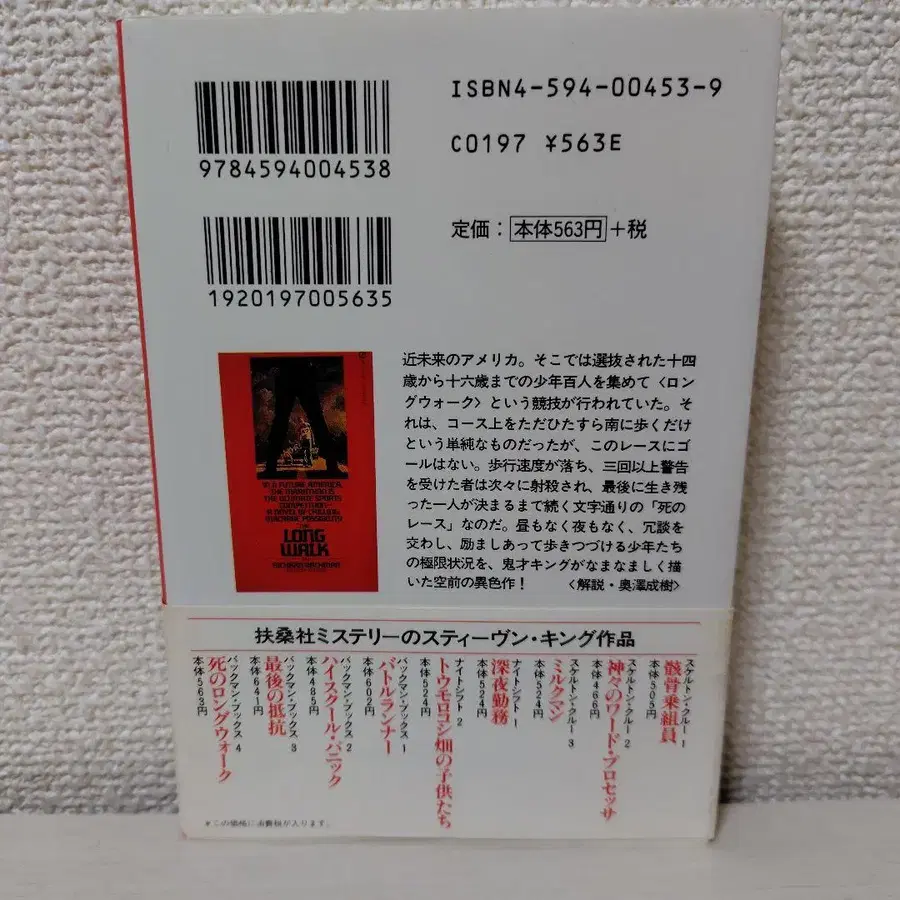 ISBN4-594-00453-9
C0197 ¥563E
9784594004538
定価：本体563円＋税
1920197005635
近未来のアメリカ。そこでは選抜された十四
歳から十六歳までの少年百人を集めて〈ロン
グウォーク〉という競技が行われていた。そ
れは、コース上をただひたすら南に歩くだけ
という単純なものだったが、このレースにゴ
ールはない。歩行速度が落ち、三回以上警告
を受けた者は次々に射殺され、最後に生き残
った一人が決まるまで続く文字通りの「死の
レース」なのだ。昼もなく夜もなく、冗談を
交わし、励ましあって歩きつづける少年たち
の極限状況を、鬼才キングがなまなましく描
いた空前の異色作！　〈解説・奥澤成樹〉
IN A FUTURE AMERICA,
THE MARATHON IS
THE ULTIMATE SPORTS
COMPETITION—
A NOVEL OF CHILLING,
MACABRE POSSIBILITY
THE
LONG
WALK
RICHARD BACHMAN
扶桑社ミステリーのスティーヴン・キング作品
スケルトン・クルー 1
骸骨乗組員
本体505円
スケルトン・クルー 2
神々のワード・プロセッサ
本体466円
スケルトン・クルー 3
ミルクマン
本体524円
ナイトシフト 1
深夜勤務
本体524円
ナイトシフト 2
トウモロコシ畑の子供たち
本体524円
バックマン・ブックス 1
バトルランナー
本体602円
バックマン・ブックス 2
ハイスクール・パニック
本体485円
バックマン・ブックス 3
最後の抵抗
本体641円
バックマン・ブックス 4
死のロングウォーク
本体563円
＊この価格に消費税が入ります。